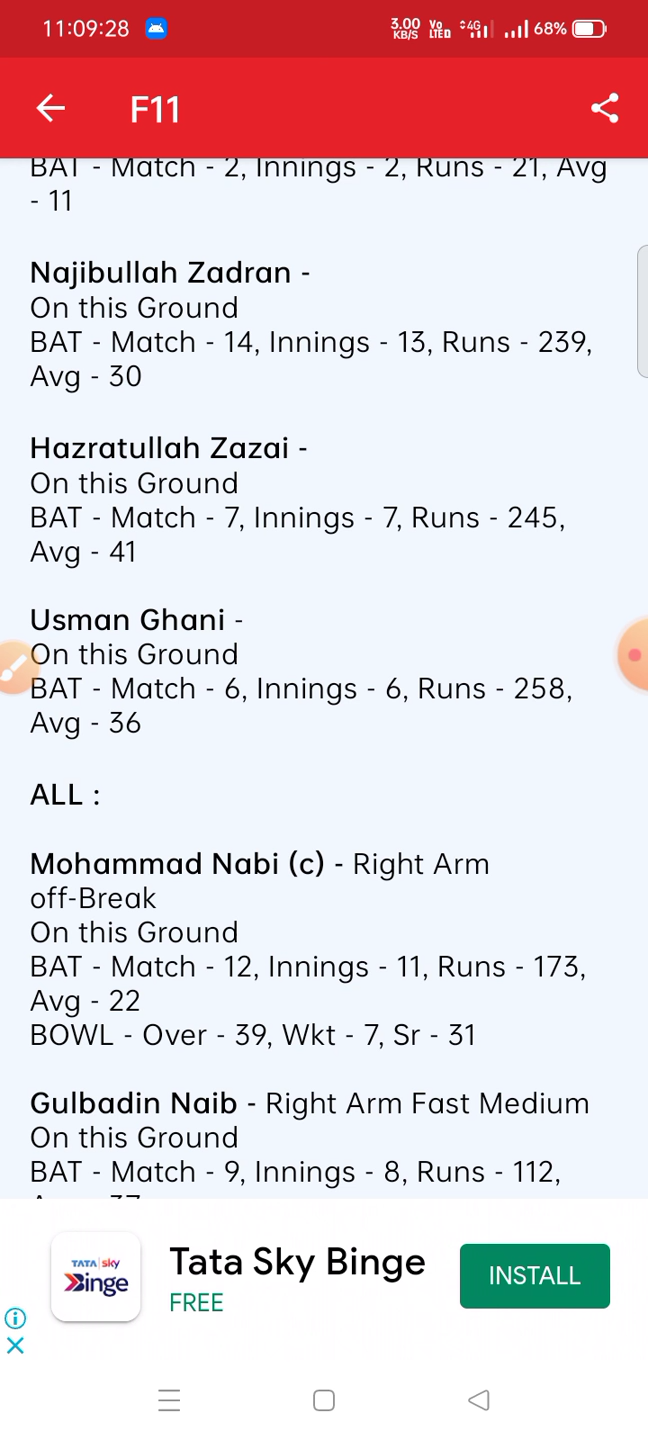 11:09:28
3.00 KB/S Vo LTED 4G 68%
F11
BAT - Match - 2, Innings - 2, Runs - 21, Avg
- 11
Najibullah Zadran -
On this Ground
BAT - Match - 14, Innings - 13, Runs - 239,
Avg - 30
Hazratullah Zazai -
On this Ground
BAT - Match - 7, Innings - 7, Runs - 245,
Avg - 41
Usman Ghani -
On this Ground
BAT - Match - 6, Innings - 6, Runs - 258,
Avg - 36
ALL :
Mohammad Nabi (c) - Right Arm
off-Break
On this Ground
BAT - Match - 12, Innings - 11, Runs - 173,
Avg - 22
BOWL - Over - 39, Wkt - 7, Sr - 31
Gulbadin Naib - Right Arm Fast Medium
On this Ground
BAT - Match - 9, Innings - 8, Runs - 112,
TATA sky
Binge
Tata Sky Binge
FREE
INSTALL